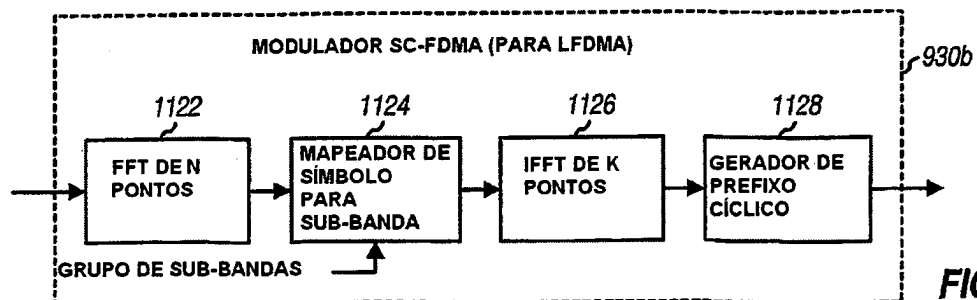 MODULADOR SC-FDMA (PARA LFDMA)
930b
1122
1124
1126
1128
FFT DE N
PONTOS
MAPEADOR DE
SÍMBOLO
PARA
SUB-BANDA
IFFT DE K
PONTOS
GERADOR DE
PREFIXO
CÍCLICO
GRUPO DE SUB-BANDAS
FIG